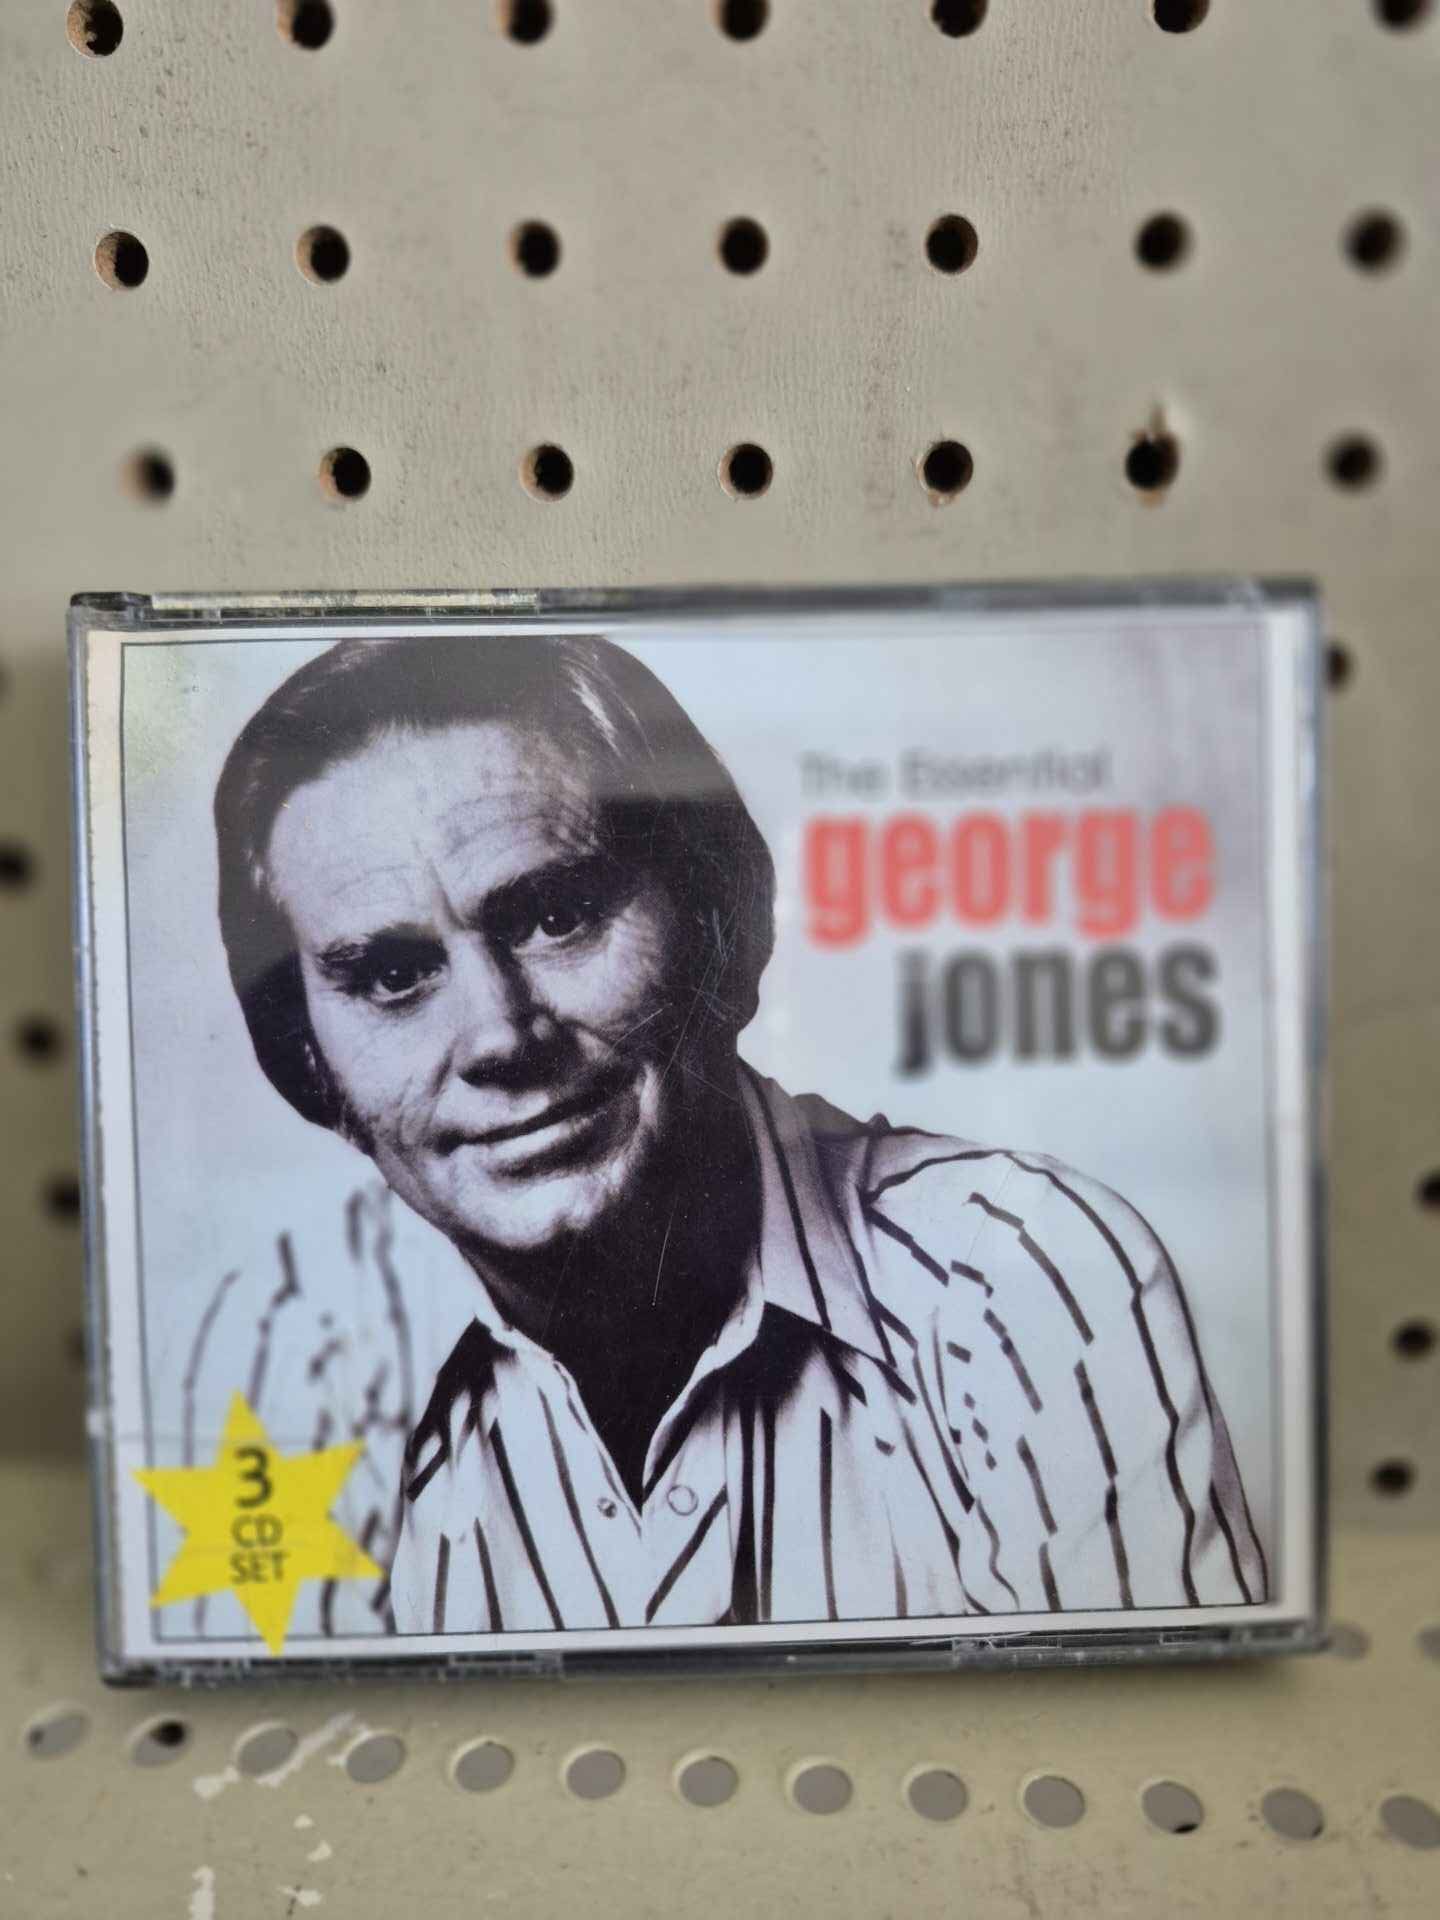 The Essential
george
jones
3
CD
SET